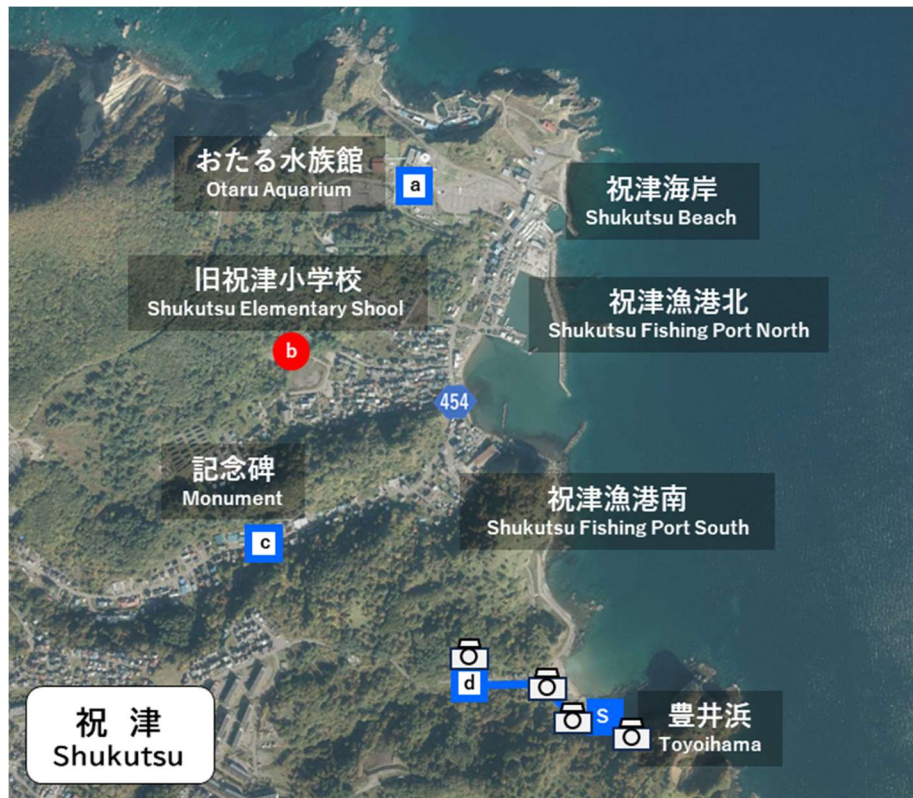 おたる水族館
Otaru Aquarium
a
祝津海岸
Shukutsu Beach
旧祝津小学校
Shukutsu Elementary Shool
b
祝津漁港北
Shukutsu Fishing Port North
454
記念碑
Monument
c
祝津漁港南
Shukutsu Fishing Port South
d
S
豊井浜
Toyoihama
祝津
Shukutsu